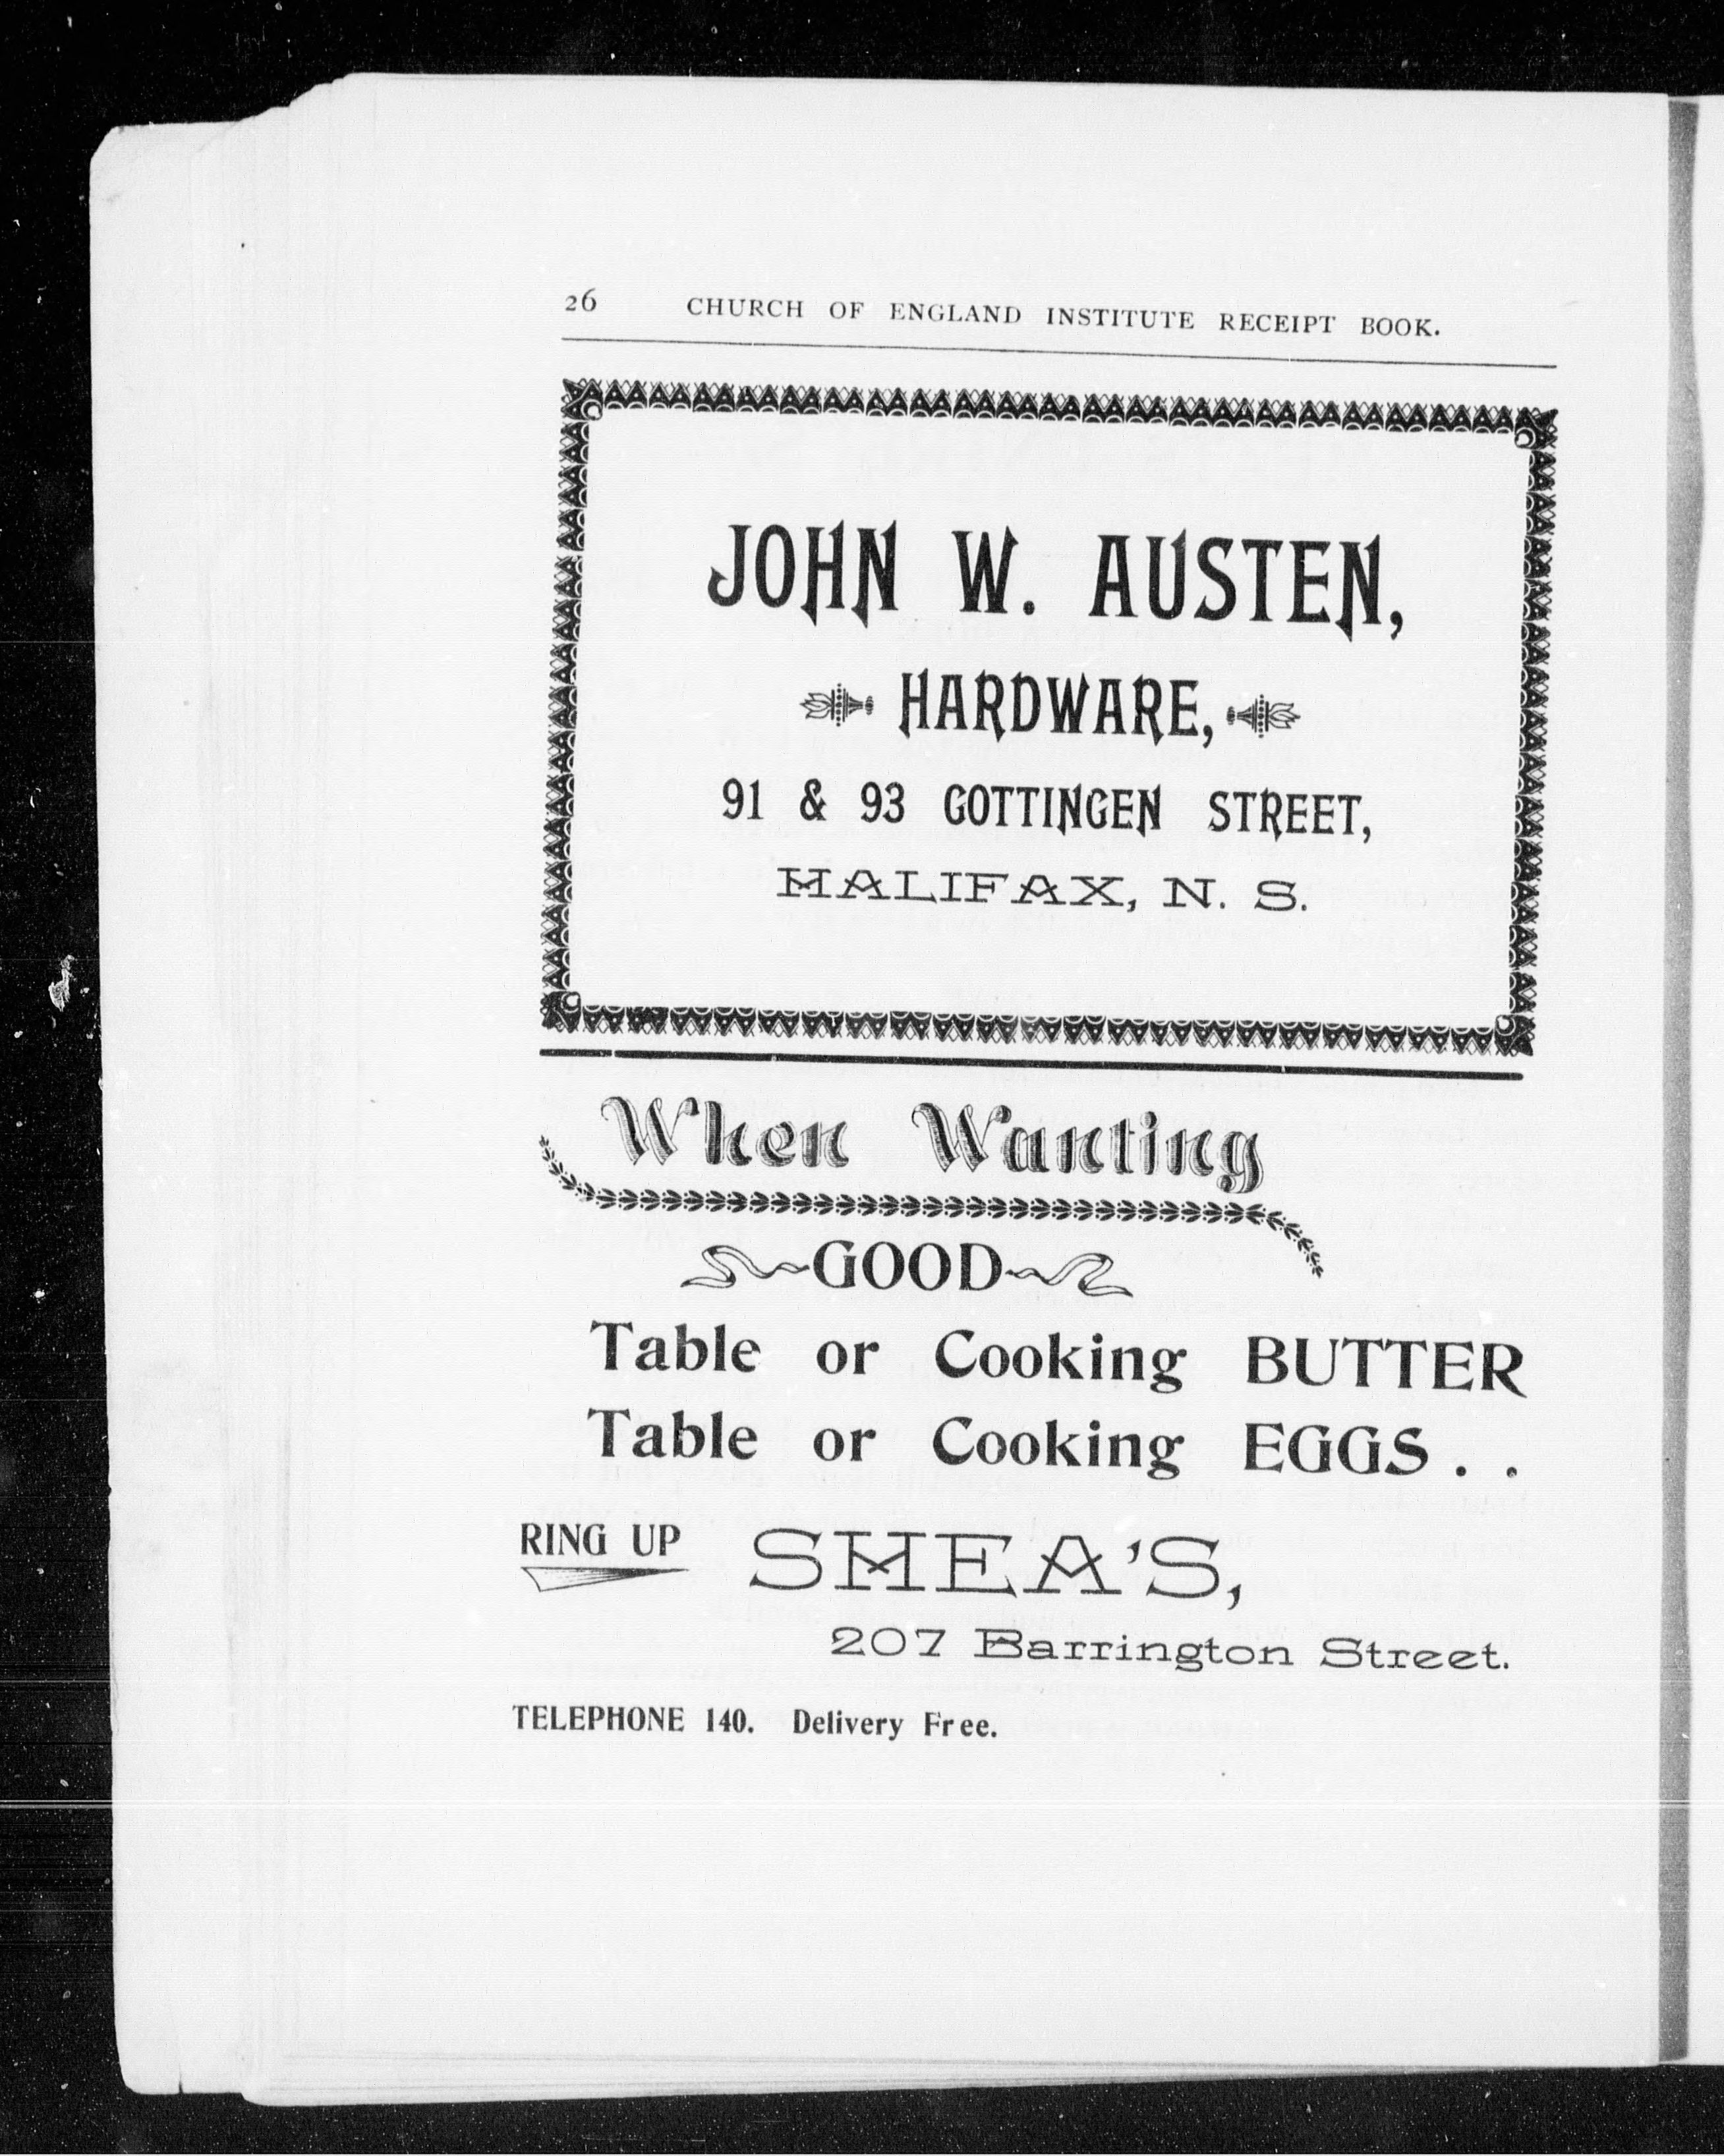 26 CHURCH OF ENGLAND INSTITUTE RECEIPT BOOK.
JOHN W. AUSTEN,
HARDWARE,
91 & 93 GOTTINGEN STREET,
HALIFAX, N. S.
When Wanting
GOOD
Table or Cooking BUTTER
Table or Cooking EGGS . .
RING UP SHEA'S,
207 Barrington Street.
TELEPHONE 140. Delivery Free.